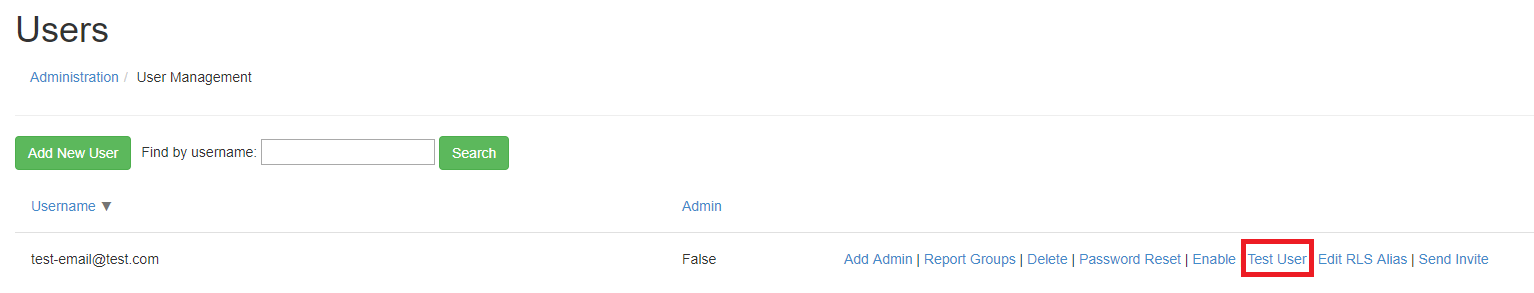 Users
Administration / User Management
Add New User Find by username: Search
Username ▼ Admin
test-email@test.com False Add Admin | Report Groups | Delete | Password Reset | Enable Test User Edit RLS Alias | Send Invite